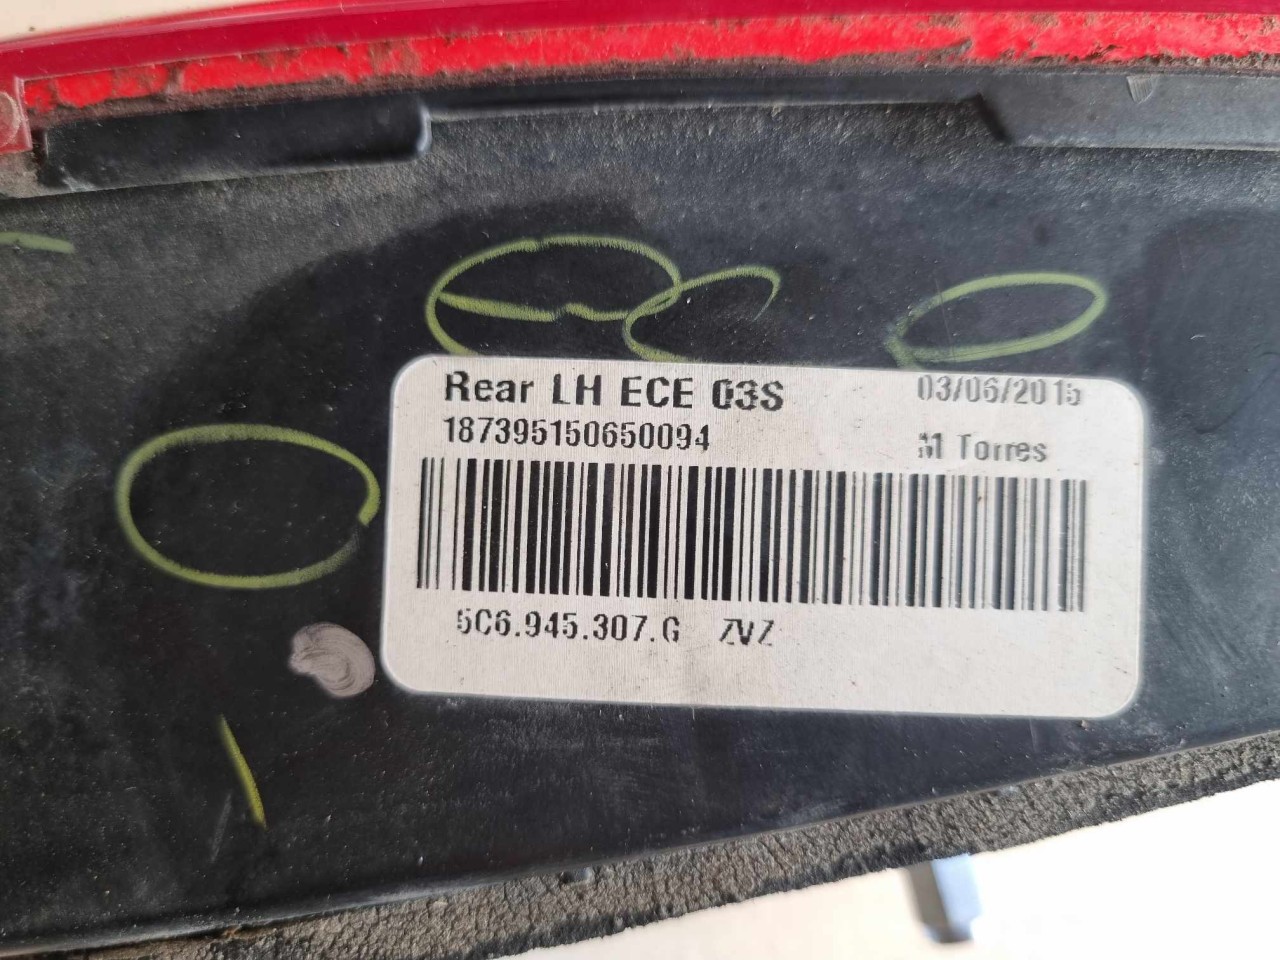 Rear LH ECE 03S
03/06/2015
187395150650094
M Torres
5C6.945.307.G ZVZ